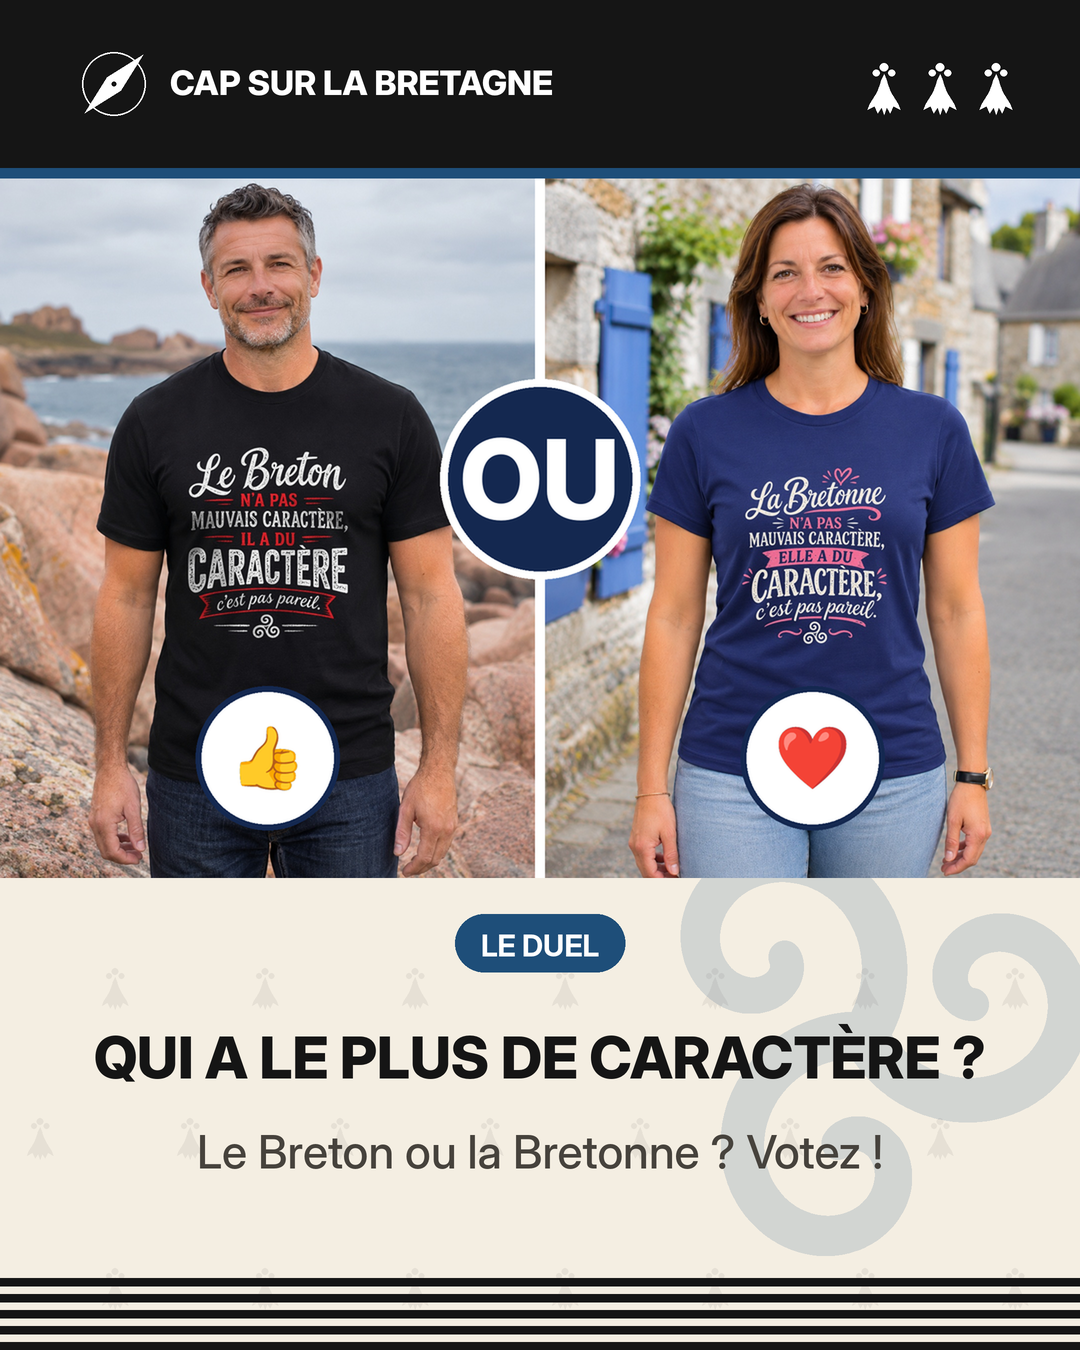 CAP SUR LA BRETAGNE
Le Breton
N'A PAS
MAUVAIS CARACTÈRE,
IL A DU
CARACTÈRE
c'est pas pareil.
OU
La Bretonne
N'A PAS
MAUVAIS CARACTÈRE,
ELLE A DU
CARACTÈRE,
c'est pas pareil.
LE DUEL
QUI A LE PLUS DE CARACTÈRE ?
Le Breton ou la Bretonne ? Votez !